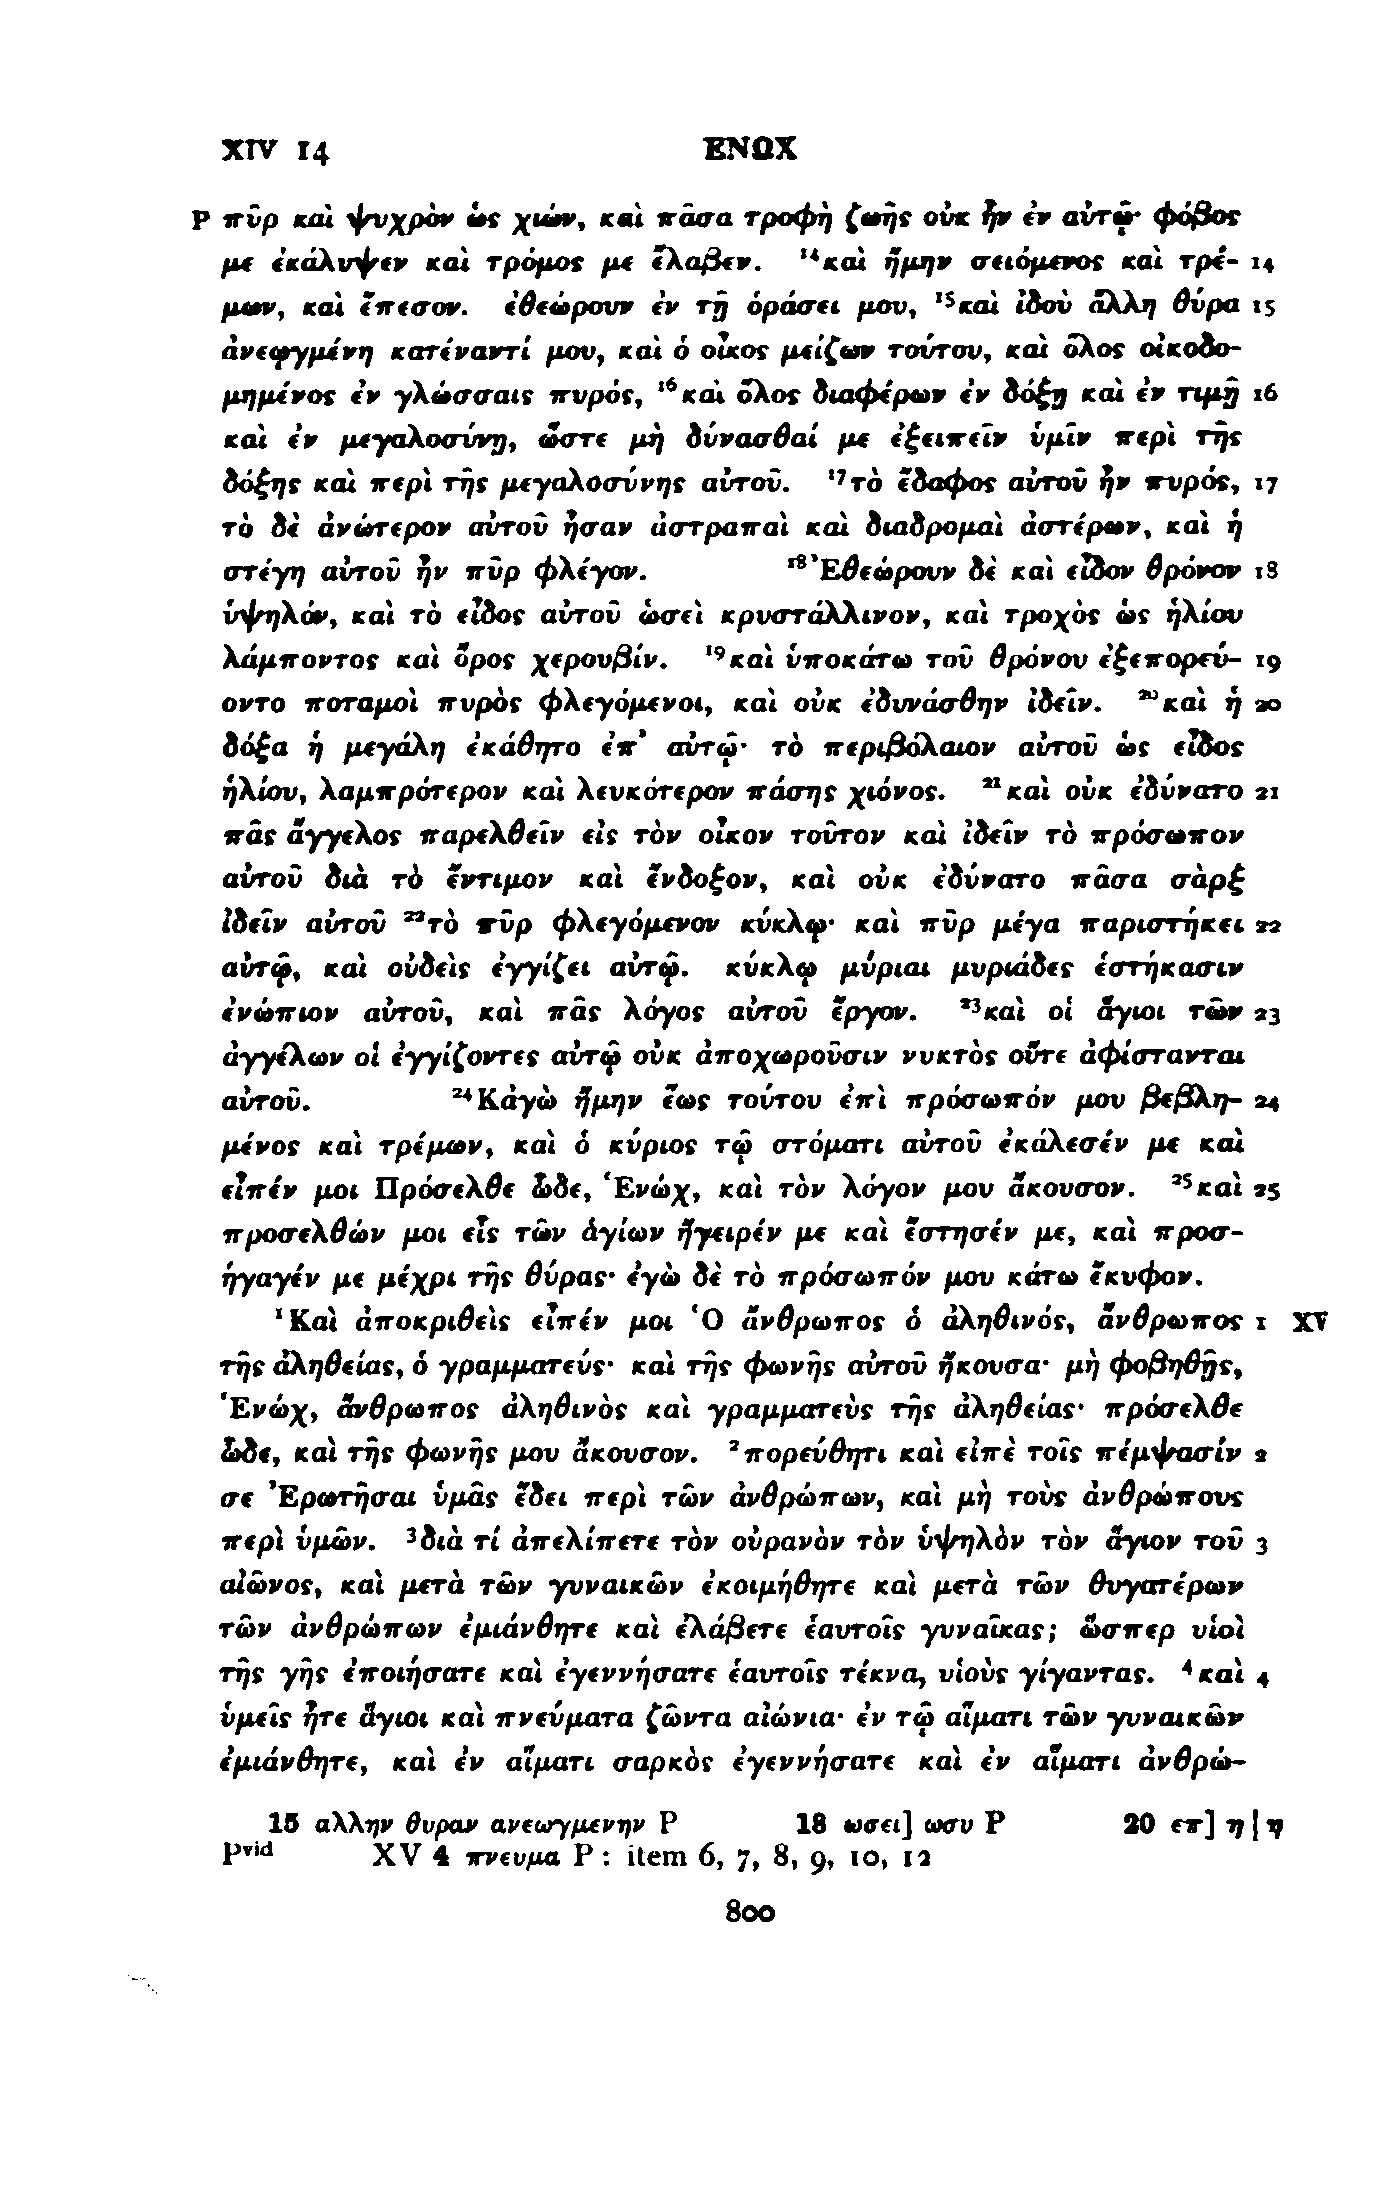 XIV 14 ΕΝΩΧ
P πῦρ καὶ ψυχρὸν ὡς χιών, καὶ πᾶσα τροφὴ ζωῆς οὐκ ἦν ἐν αὐτῷ· φόβος
με ἐκάλυψεν καὶ τρόμος με ἔλαβεν. ¹⁴καὶ ἤμην σειόμενος καὶ τρέ- 14
μων, καὶ ἔπεσον. ἐθεώρουν ἐν τῇ ὁράσει μου, ¹⁵καὶ ἰδοὺ ἄλλη θύρα 15
ἀνεῳγμένη κατέναντί μου, καὶ ὁ οἶκος μείζων τούτου, καὶ ὅλος οἰκοδο-
μημένος ἐν γλώσσαις πυρός, ¹⁶καὶ ὅλος διαφέρων ἐν δόξῃ καὶ ἐν τιμῇ 16
καὶ ἐν μεγαλοσύνῃ, ὥστε μὴ δύνασθαί με ἐξειπεῖν ὑμῖν περὶ τῆς
δόξης καὶ περὶ τῆς μεγαλοσύνης αὐτοῦ. ¹⁷τὸ ἔδαφος αὐτοῦ ἦν πυρός, 17
τὸ δὲ ἀνώτερον αὐτοῦ ἦσαν ἀστραπαὶ καὶ διαδρομαὶ ἀστέρων, καὶ ἡ
στέγη αὐτοῦ ἦν πῦρ φλέγον. ¹⁸Ἐθεώρουν δὲ καὶ εἶδον θρόνον 18
ὑψηλόν, καὶ τὸ εἶδος αὐτοῦ ὡσεὶ κρυστάλλινον, καὶ τροχὸς ὡς ἡλίου
λάμποντος καὶ ὄρος χερουβίν. ¹⁹καὶ ὑποκάτω τοῦ θρόνου ἐξεπορεύ- 19
οντο ποταμοὶ πυρὸς φλεγόμενοι, καὶ οὐκ ἐδυνάσθην ἰδεῖν. ²⁰καὶ ἡ 20
δόξα ἡ μεγάλη ἐκάθητο ἐπ’ αὐτῷ· τὸ περιβόλαιον αὐτοῦ ὡς εἶδος
ἡλίου, λαμπρότερον καὶ λευκότερον πάσης χιόνος. ²¹καὶ οὐκ ἐδύνατο 21
πᾶς ἄγγελος παρελθεῖν εἰς τὸν οἶκον τοῦτον καὶ ἰδεῖν τὸ πρόσωπον
αὐτοῦ διὰ τὸ ἔντιμον καὶ ἔνδοξον, καὶ οὐκ ἐδύνατο πᾶσα σὰρξ
ἰδεῖν αὐτοῦ ²²τὸ πῦρ φλεγόμενον κύκλῳ· καὶ πῦρ μέγα παριστήκει 22
αὐτῷ, καὶ οὐδεὶς ἐγγίζει αὐτῷ. κύκλῳ μύριαι μυριάδες ἑστήκασιν
ἐνώπιον αὐτοῦ, καὶ πᾶς λόγος αὐτοῦ ἔργον. ²³καὶ οἱ ἅγιοι τῶν 23
ἀγγέλων οἱ ἐγγίζοντες αὐτῷ οὐκ ἀποχωροῦσιν νυκτὸς οὔτε ἀφίστανται
αὐτοῦ. ²⁴Κἀγὼ ἤμην ἕως τούτου ἐπὶ πρόσωπόν μου βεβλη- 24
μένος καὶ τρέμων, καὶ ὁ κύριος τῷ στόματι αὐτοῦ ἐκάλεσέν με καὶ
εἶπέν μοι Πρόσελθε ὧδε, Ἑνώχ, καὶ τὸν λόγον μου ἄκουσον. ²⁵καὶ 25
προσελθών μοι εἷς τῶν ἁγίων ἤγειρέν με καὶ ἔστησέν με, καὶ προσ-
ήγαγέν με μέχρι τῆς θύρας· ἐγὼ δὲ τὸ πρόσωπόν μου κάτω ἔκυφον.
¹Καὶ ἀποκριθεὶς εἶπέν μοι Ὁ ἄνθρωπος ὁ ἀληθινός, ἄνθρωπος 1 XV
τῆς ἀληθείας, ὁ γραμματεύς· καὶ τῆς φωνῆς αὐτοῦ ἤκουσα· μὴ φοβηθῇς,
Ἑνώχ, ἄνθρωπος ἀληθινὸς καὶ γραμματεὺς τῆς ἀληθείας· πρόσελθε
ὧδε, καὶ τῆς φωνῆς μου ἄκουσον. ²πορεύθητι καὶ εἰπὲ τοῖς πέμψασίν 2
σε Ἐρωτῆσαι ὑμᾶς ἔδει περὶ τῶν ἀνθρώπων, καὶ μὴ τοὺς ἀνθρώπους
περὶ ὑμῶν. ³διὰ τί ἀπελίπετε τὸν οὐρανὸν τὸν ὑψηλὸν τὸν ἅγιον τοῦ 3
αἰῶνος, καὶ μετὰ τῶν γυναικῶν ἐκοιμήθητε καὶ μετὰ τῶν θυγατέρων
τῶν ἀνθρώπων ἐμιάνθητε καὶ ἐλάβετε ἑαυτοῖς γυναῖκας; ὥσπερ υἱοὶ
τῆς γῆς ἐποιήσατε καὶ ἐγεννήσατε ἑαυτοῖς τέκνα, υἱοὺς γίγαντας. ⁴καὶ 4
ὑμεῖς ἦτε ἅγιοι καὶ πνεύματα ζῶντα αἰώνια· ἐν τῷ αἵματι τῶν γυναικῶν
ἐμιάνθητε, καὶ ἐν αἵματι σαρκὸς ἐγεννήσατε καὶ ἐν αἵματι ἀνθρώ-
15 αλλην θυραν ανεωγμενην P 18 ωσει] ωσυ P 20 επ] η | η
Pᵛⁱᵈ XV 4 πνευμα P : item 6, 7, 8, 9, 10, 12
800